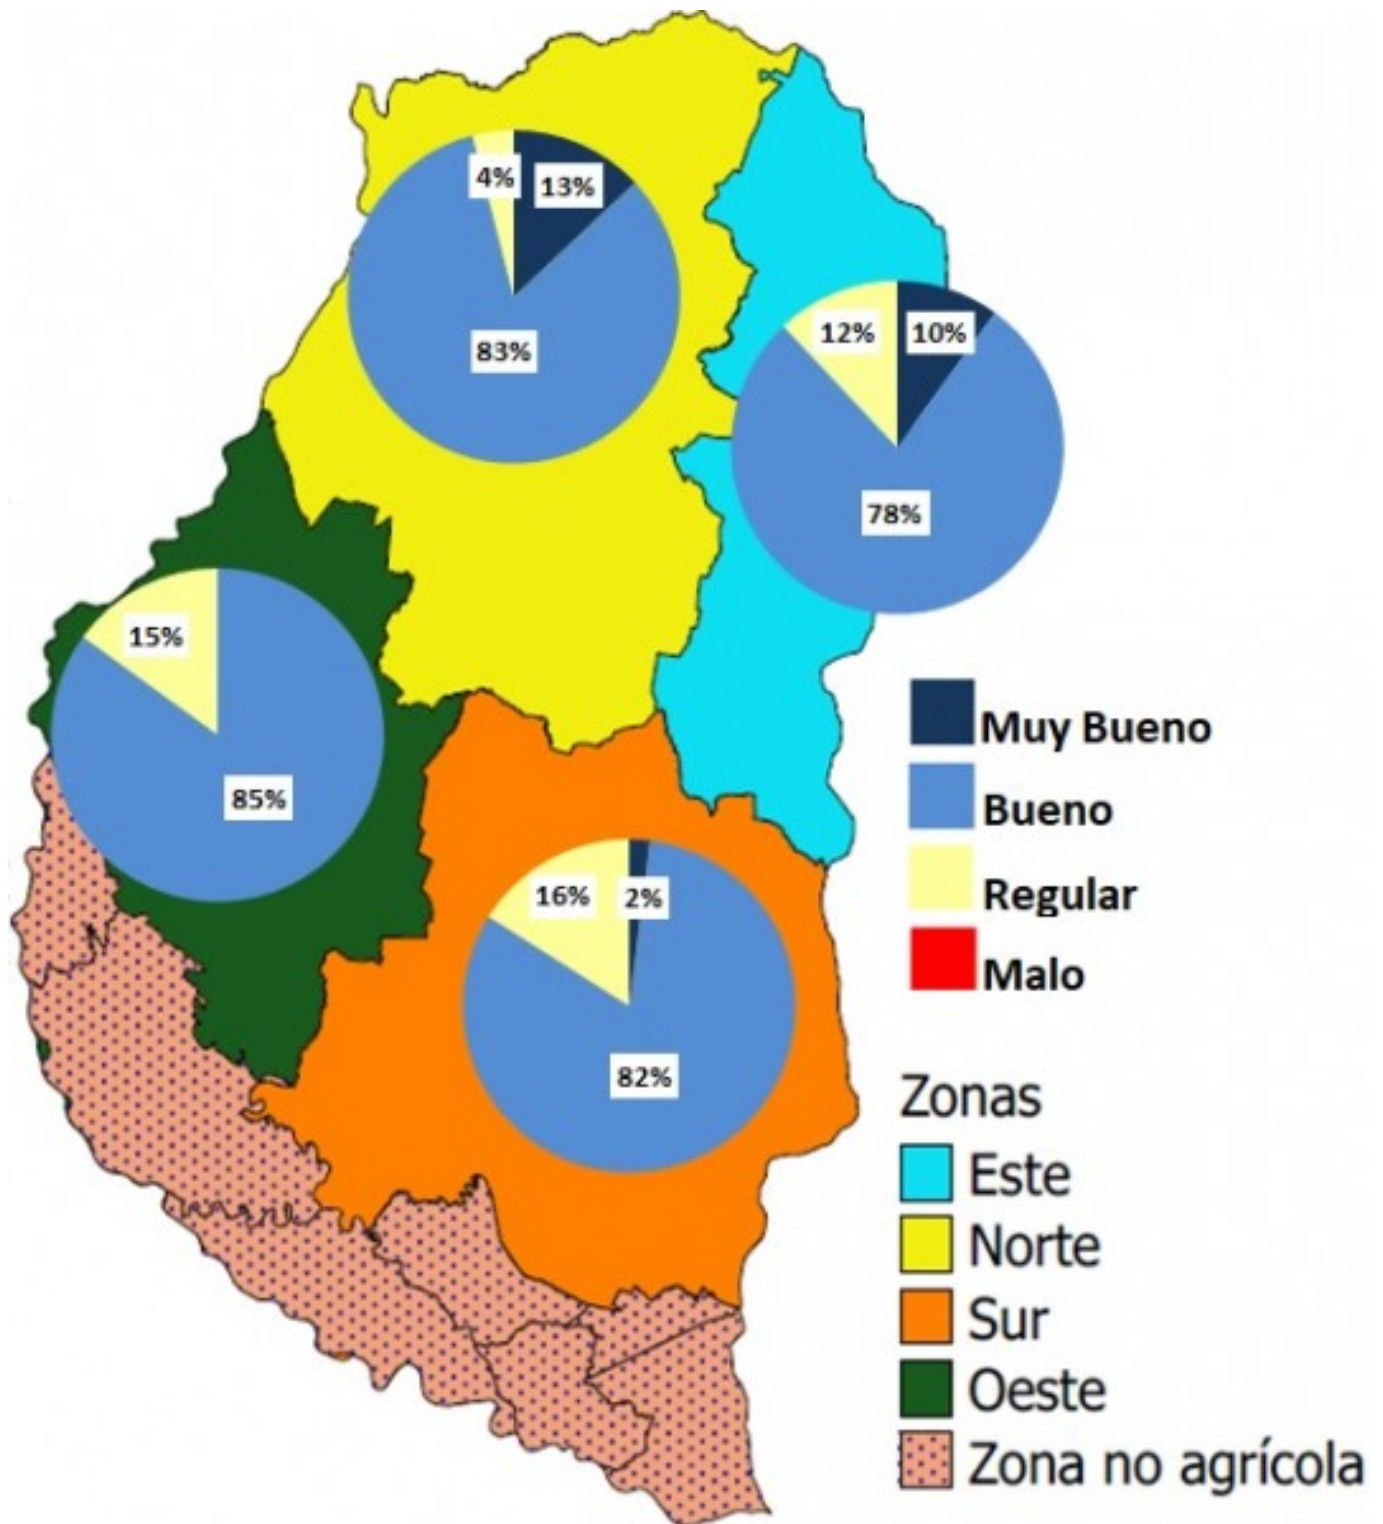 4%
13%
83%
12%
10%
78%
15%
85%
16%
2%
82%
Muy Bueno
Bueno
Regular
Malo
Zonas
Este
Norte
Sur
Oeste
Zona no agrícola